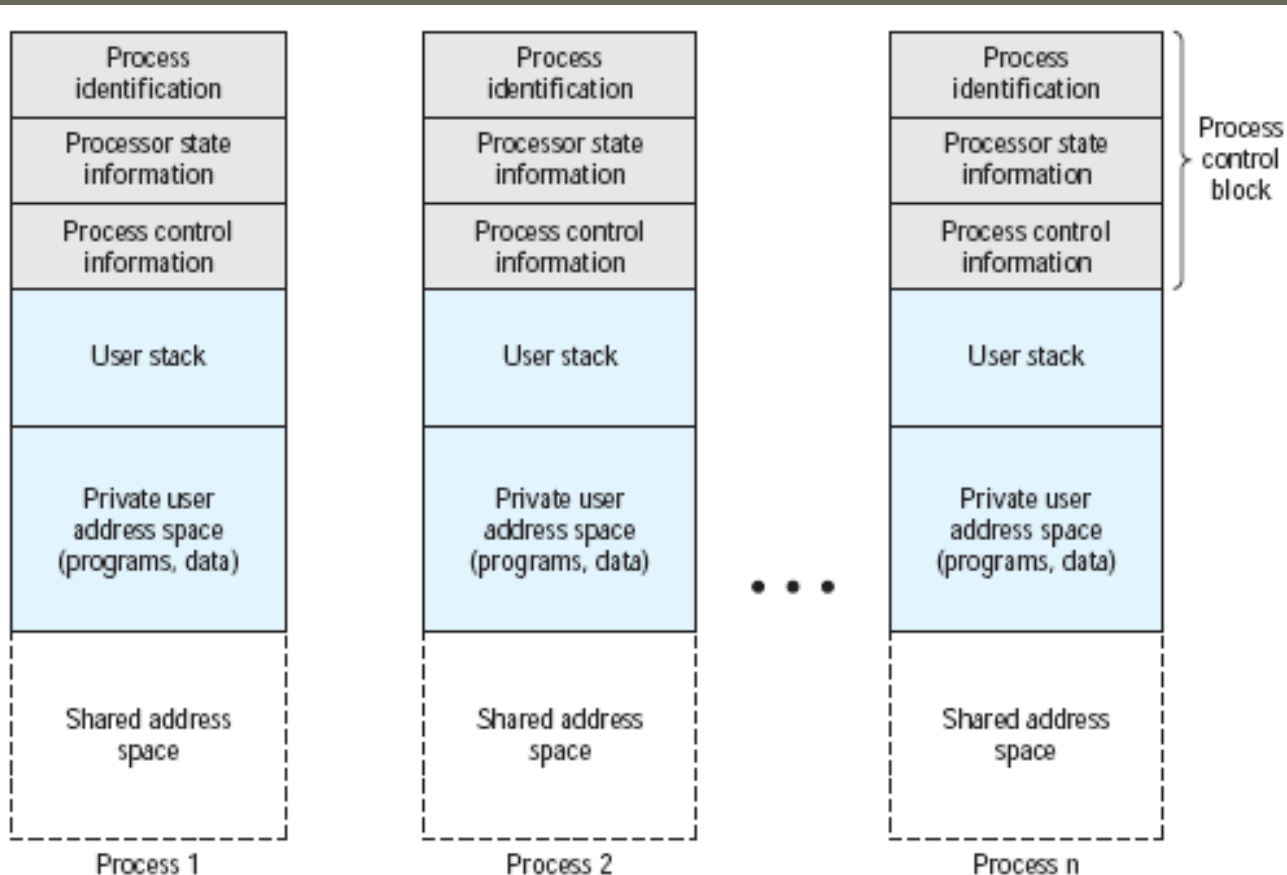 Process
identification
Processor state
information
Process control
information
User stack
Private user
address space
(programs, data)
Shared address
space
Process 1
Process
identification
Processor state
information
Process control
information
User stack
Private user
address space
(programs, data)
Shared address
space
Process 2
• • •
Process
identification
Processor state
information
Process control
information
User stack
Private user
address space
(programs, data)
Shared address
space
Process n
Process
control
block